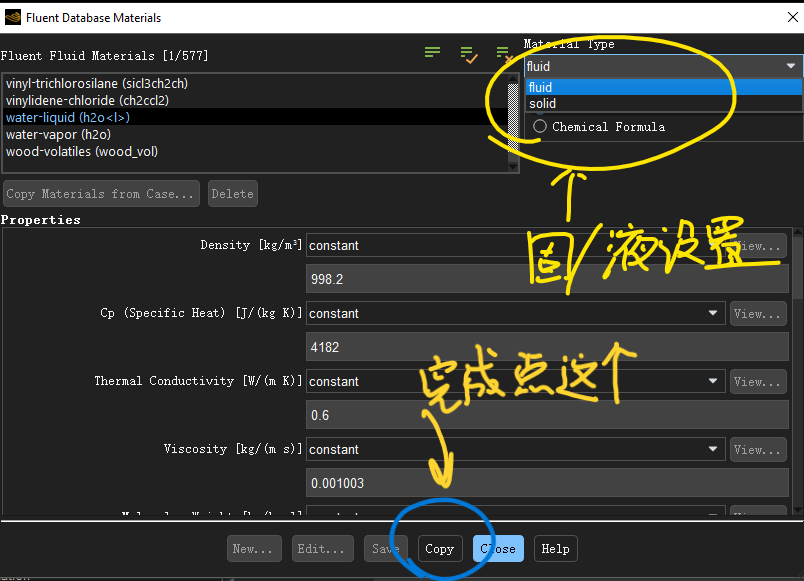 Fluent Database Materials
Fluent Fluid Materials [1/577]
Material Type
fluid
fluid
solid
Chemical Formula
vinyl-trichlorosilane (sicl3ch2ch)
vinylidene-chloride (ch2ccl2)
water-liquid (h2o<l>)
water-vapor (h2o)
wood-volatiles (wood_vol)
固/液设置
Copy Materials from Case... Delete
Properties
Density [kg/m³] constant View...
998.2
Cp (Specific Heat) [J/(kg K)] constant View...
4182
完成点这个
Thermal Conductivity [W/(m K)] constant View...
0.6
Viscosity [kg/(m s)] constant View...
0.001003
New... Edit... Save Copy Close Help